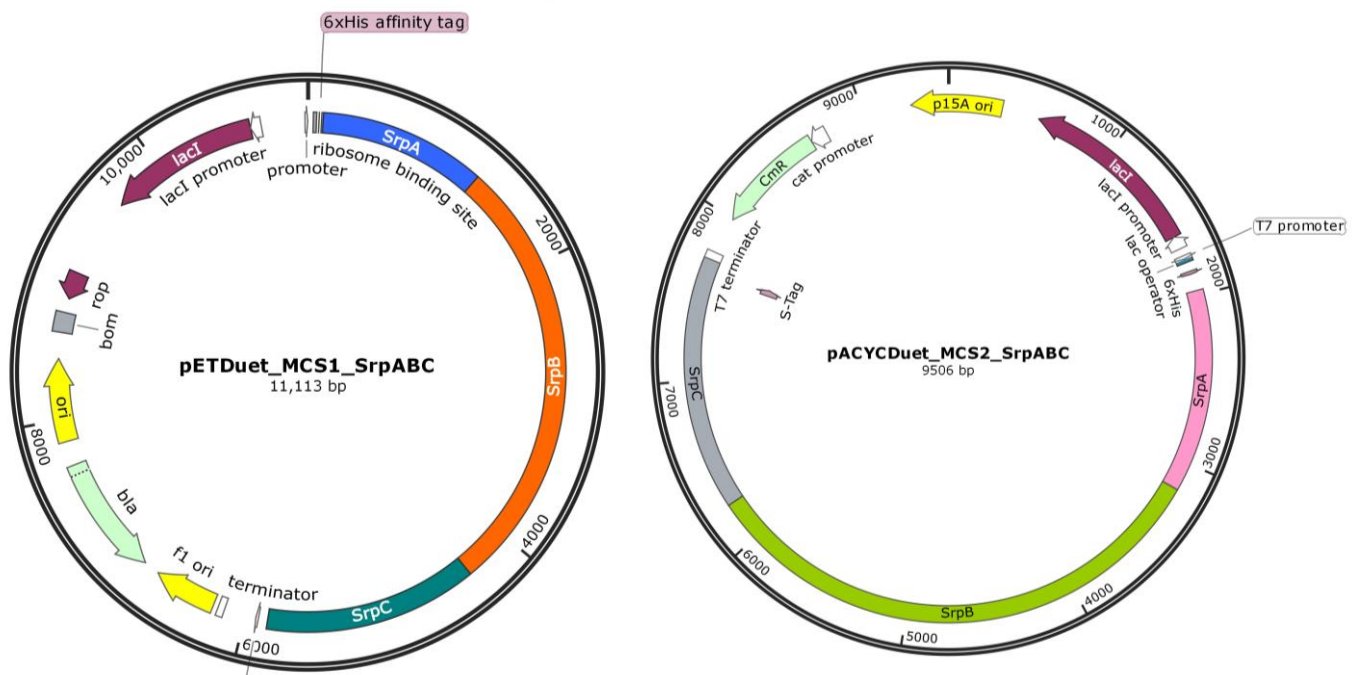 6xHis affinity tag
lacI
SrpA
10,000
lacI promoter
promoter
ribosome binding site
2000
rop
bom
pETDuet_MCS1_SrpABC
11,113 bp
SrpB
ori
8000
bla
4000
f1 ori
terminator
SrpC
6000
9000
p15A ori
1000
cat promoter
CmR
lacI
8000
lacI promoter
T7 promoter
lac operator
2000
6xHis
T7 terminator
S-Tag
pACYCDuet_MCS2_SrpABC
9506 bp
SrpC
SrpA
7000
3000
6000
4000
SrpB
5000